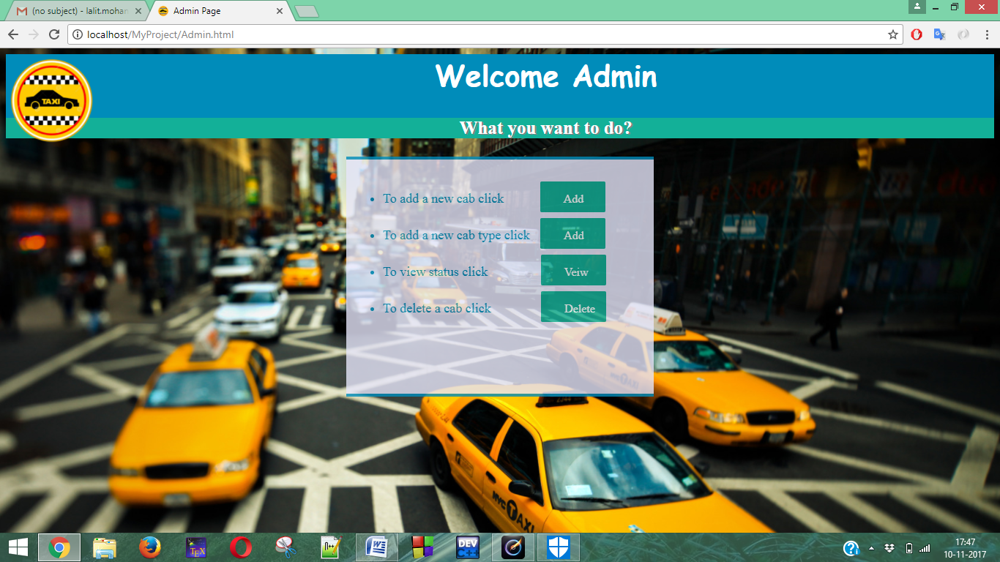 (no subject) - lalit.mohan
Admin Page
localhost/MyProject/Admin.html
TAXI
Welcome Admin
What you want to do?
To add a new cab click Add
To add a new cab type click Add
To view status click Veiw
To delete a cab click Delete
NYC TAXI
TEX
DEV
C++
17:47
10-11-2017